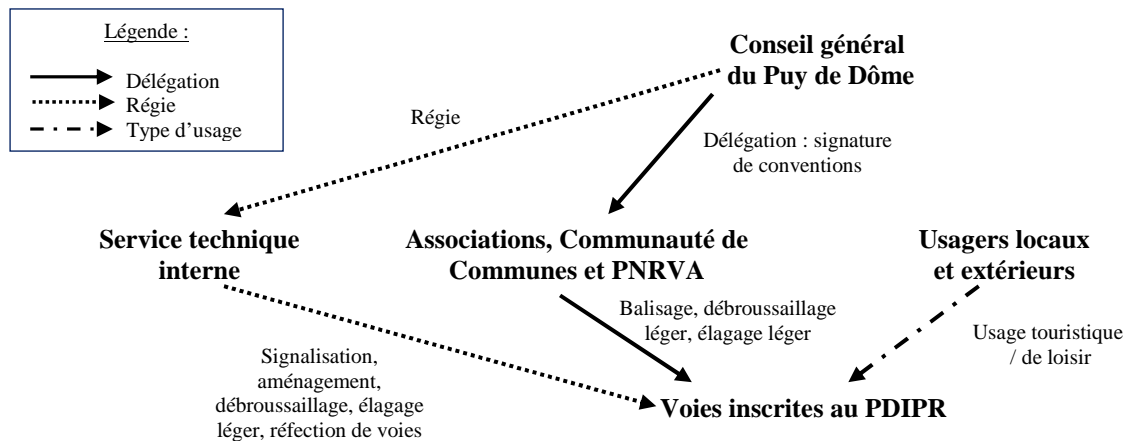 Légende :
Délégation
Régie
Type d'usage
Conseil général
du Puy de Dôme
Régie
Délégation : signature
de conventions
Service technique
interne
Associations, Communauté de
Communes et PNRVA
Usagers locaux
et extérieurs
Balisage, débroussaillage
léger, élagage léger
Usage touristique
/ de loisir
Signalisation,
aménagement,
débroussaillage, élagage
léger, réfection de voies
Voies inscrites au PDIPR